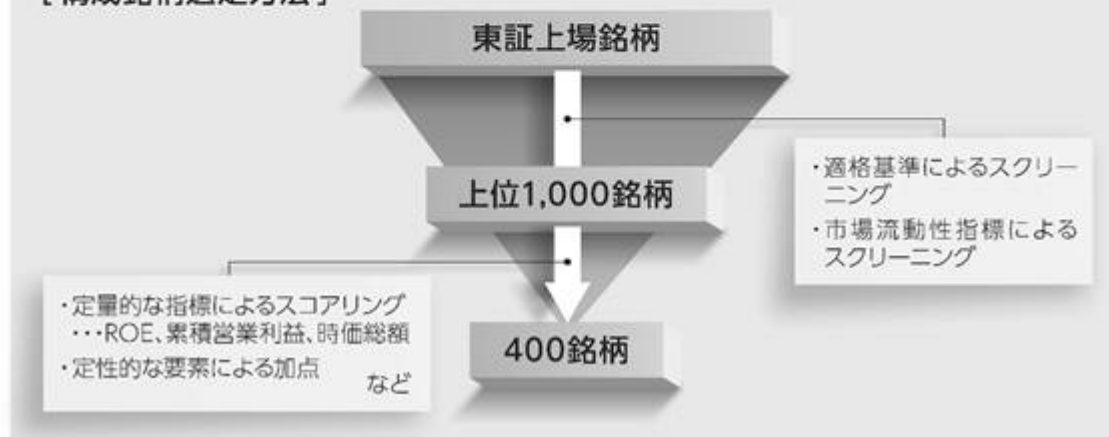 東証上場銘柄
・適格基準によるスクリー
ニング
・市場流動性指標による
スクリーニング
上位1,000銘柄
・定量的な指標によるスコアリング
・・・ROE、累積営業利益、時価総額
・定性的な要素による加点
など
400銘柄